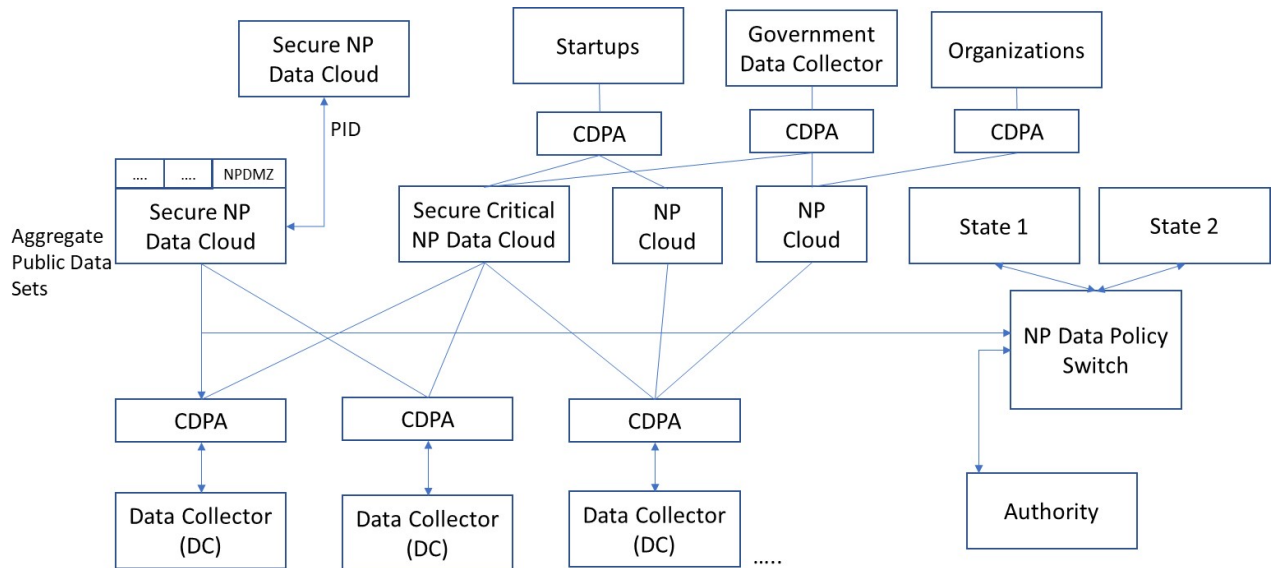 Secure NP
Data Cloud
Startups
Government
Data Collector
Organizations
PID
CDPA
CDPA
CDPA
....
....
NPDMZ
Secure NP
Data Cloud
Aggregate
Public Data
Sets
Secure Critical
NP Data Cloud
NP
Cloud
NP
Cloud
State 1
State 2
NP Data Policy
Switch
CDPA
CDPA
CDPA
Data Collector
(DC)
Data Collector
(DC)
Data Collector
(DC)
.....
Authority